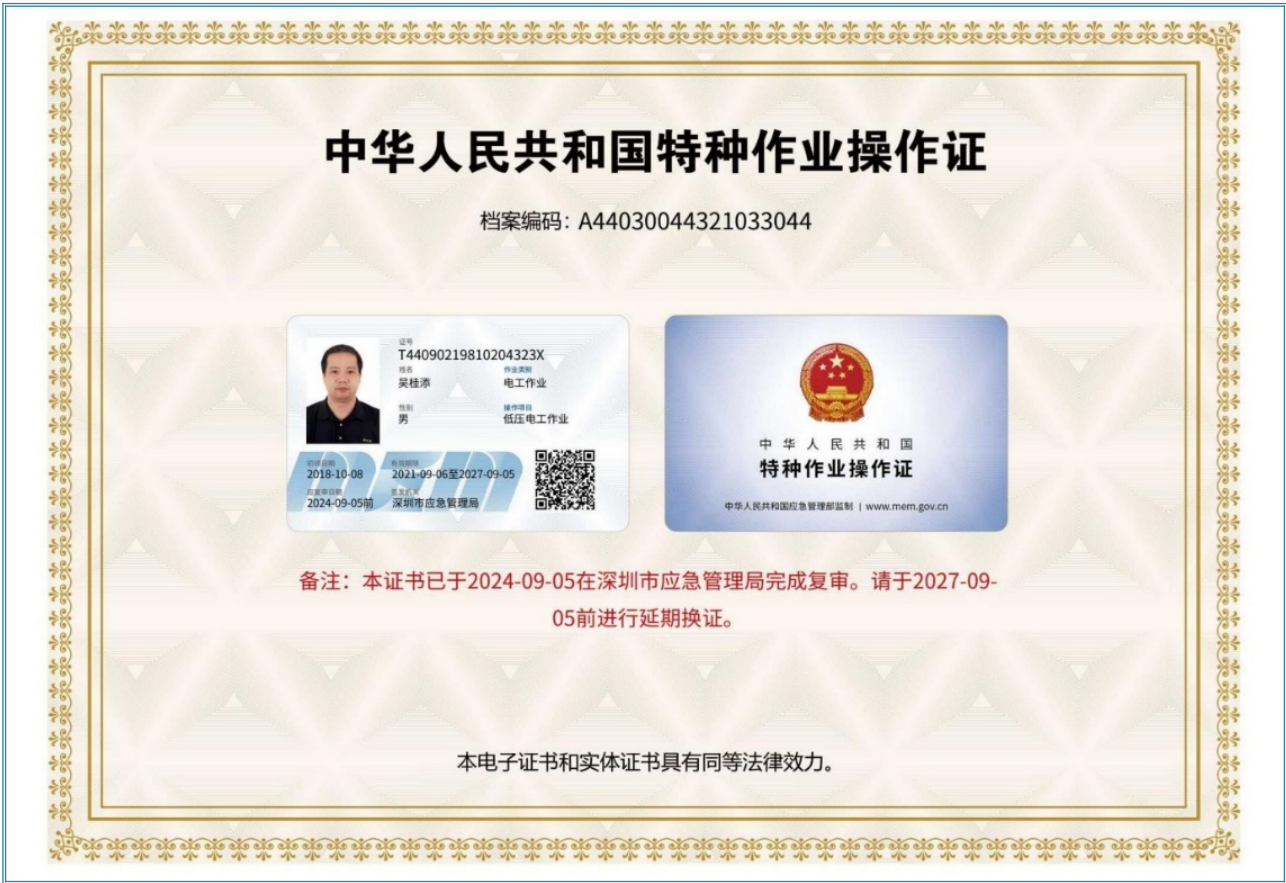 中华人民共和国特种作业操作证
档案编码：A44030044321033044
证号
T44090219810204323X
姓名
吴桂添
作业类别
电工作业
性别
男
操作项目
低压电工作业
初领日期
2018-10-08
有效期限
2021-09-06至2027-09-05
应复审日期
2024-09-05前
签发机关
深圳市应急管理局
中华人民共和国
特种作业操作证
中华人民共和国应急管理部监制 | www.mem.gov.cn
备注：本证书已于2024-09-05在深圳市应急管理局完成复审。请于2027-09-
05前进行延期换证。
本电子证书和实体证书具有同等法律效力。